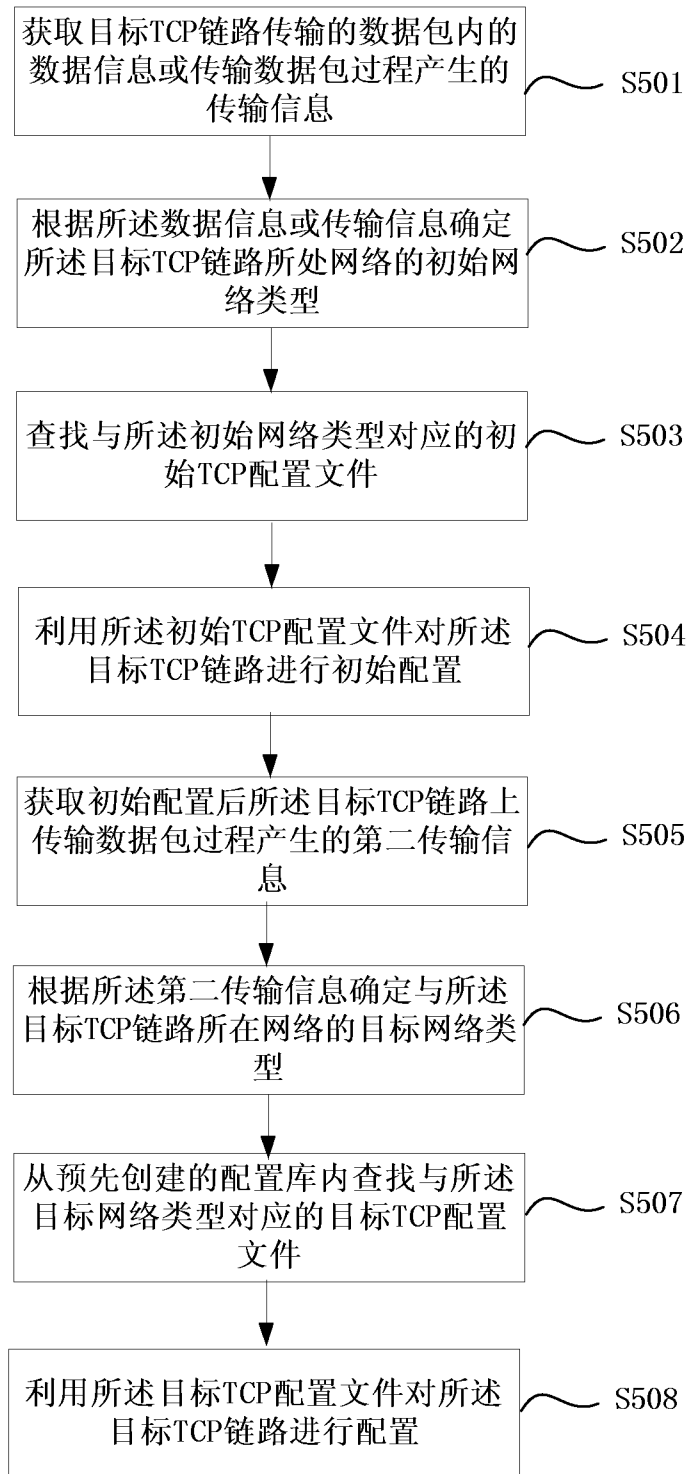 获取目标TCP链路传输的数据包内的
数据信息或传输数据包过程产生的
传输信息
S501
根据所述数据信息或传输信息确定
所述目标TCP链路所处网络的初始网
络类型
S502
查找与所述初始网络类型对应的初
始TCP配置文件
S503
利用所述初始TCP配置文件对所述
目标TCP链路进行初始配置
S504
获取初始配置后所述目标TCP链路上
传输数据包过程产生的第二传输信
息
S505
根据所述第二传输信息确定与所述
目标TCP链路所在网络的目标网络类
型
S506
从预先创建的配置库内查找与所述
目标网络类型对应的目标TCP配置
文件
S507
利用所述目标TCP配置文件对所述
目标TCP链路进行配置
S508